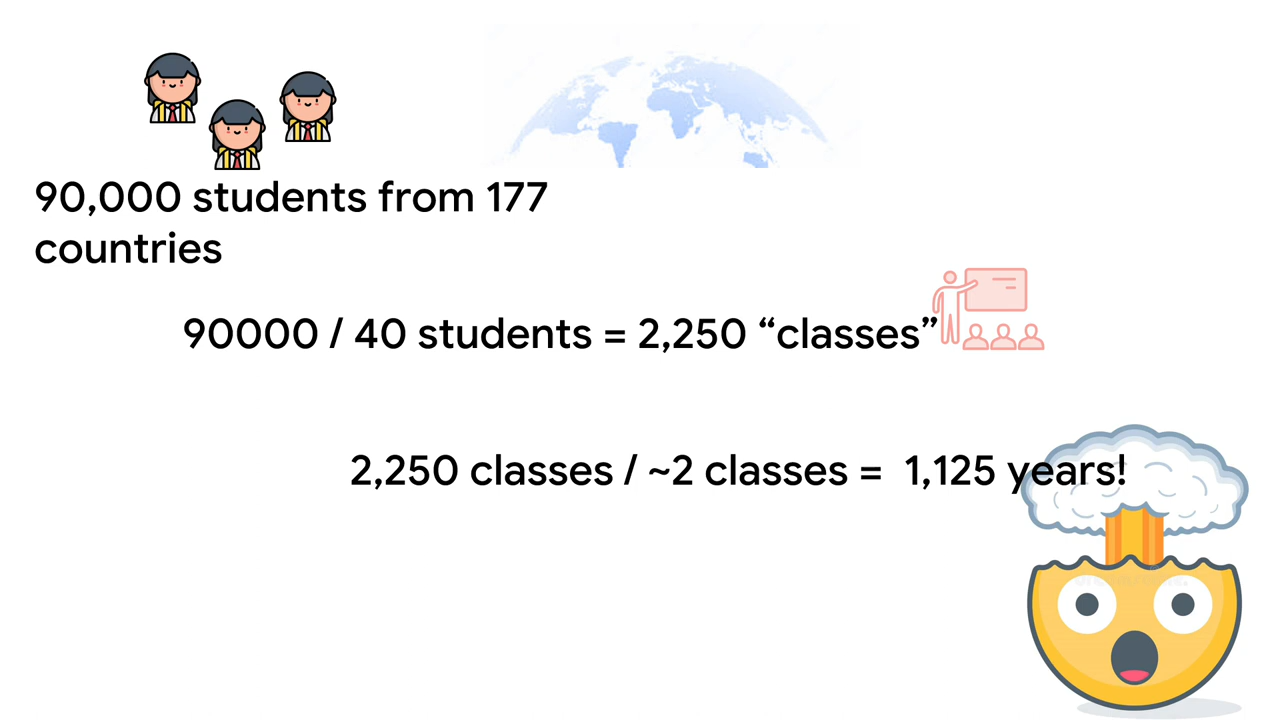 90,000 students from 177
countries
90000 / 40 students = 2,250 “classes”
2,250 classes / ~2 classes =  1,125 years!